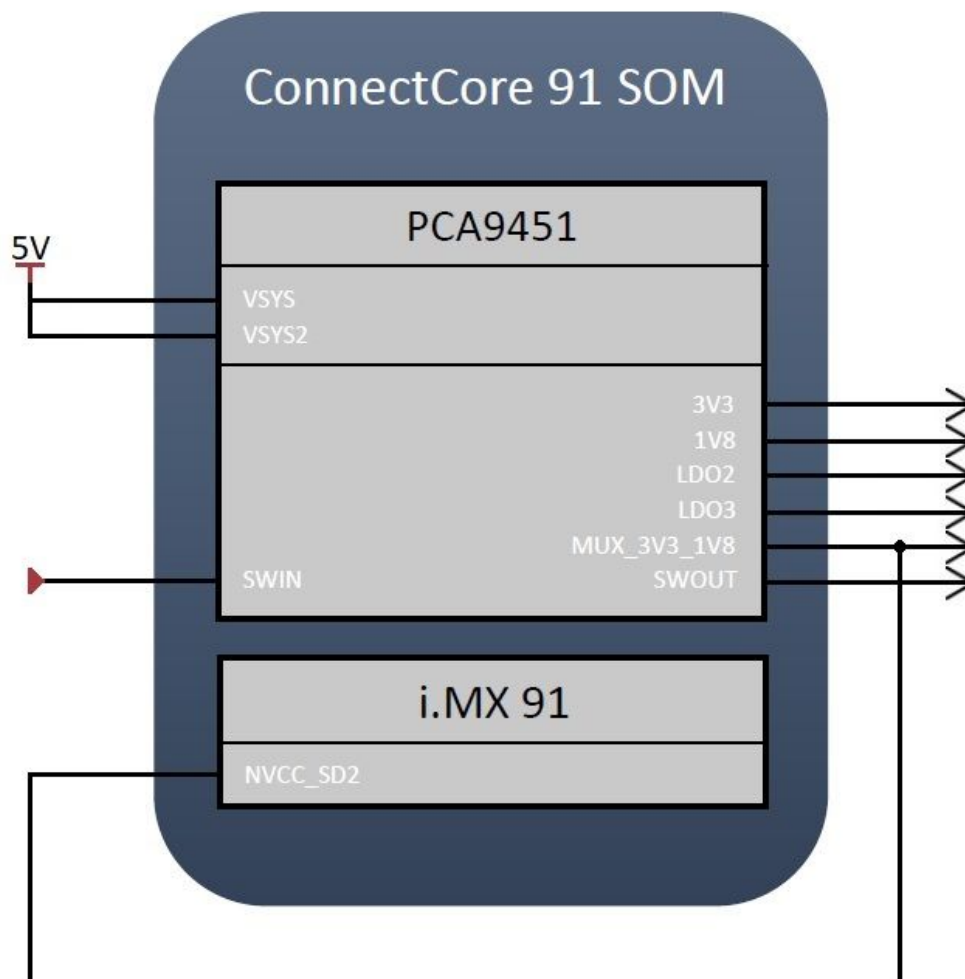 ConnectCore 91 SOM
PCA9451
5V
VSYS
VSYS2
3V3
1V8
LDO2
LDO3
MUX_3V3_1V8
SWIN
SWOUT
i.MX 91
NVCC_SD2